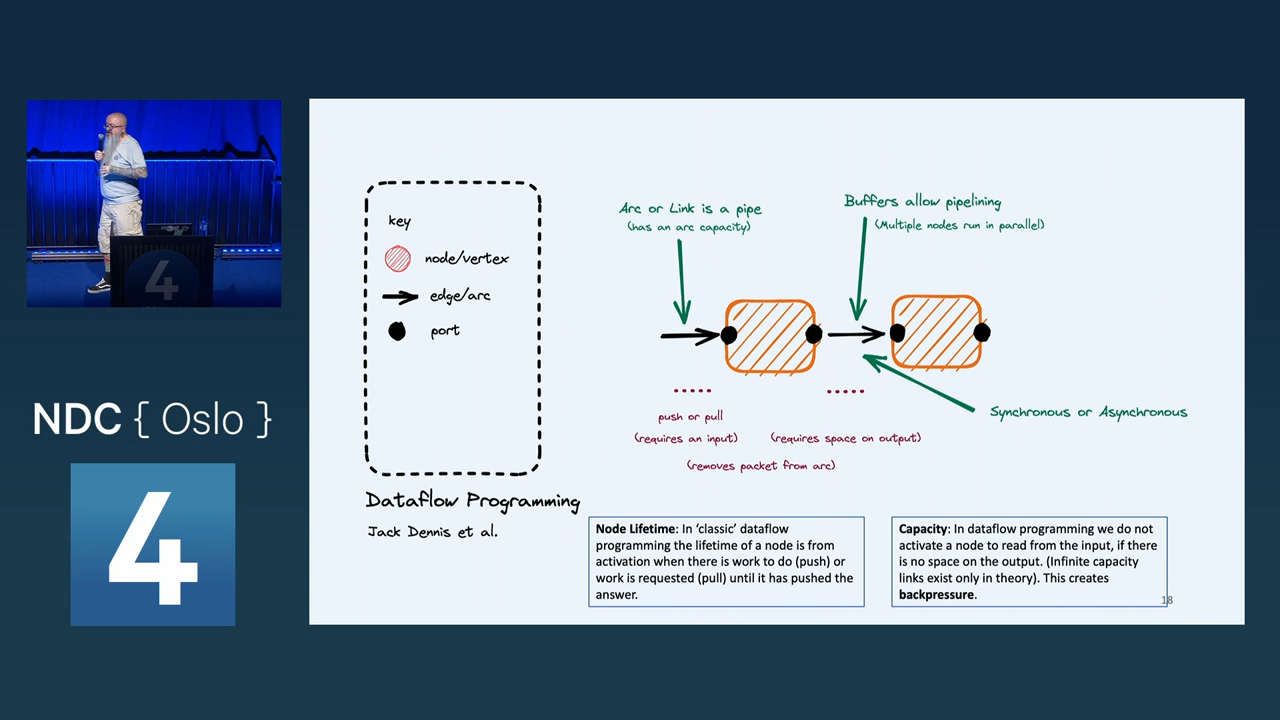 4
NDC { Oslo }
4
key
node/vertex
edge/arc
port
Dataflow Programming
Jack Dennis et al.
Arc or Link is a pipe
(has an arc capacity)
Buffers allow pipelining
(Multiple nodes run in parallel)
Synchronous or Asynchronous
push or pull
(requires an input)
(requires space on output)
(removes packet from arc)
Node Lifetime: In ‘classic’ dataflow
programming the lifetime of a node is from
activation when there is work to do (push) or
work is requested (pull) until it has pushed the
answer.
Capacity: In dataflow programming we do not
activate a node to read from the input, if there
is no space on the output. (Infinite capacity
links exist only in theory). This creates
backpressure.
18